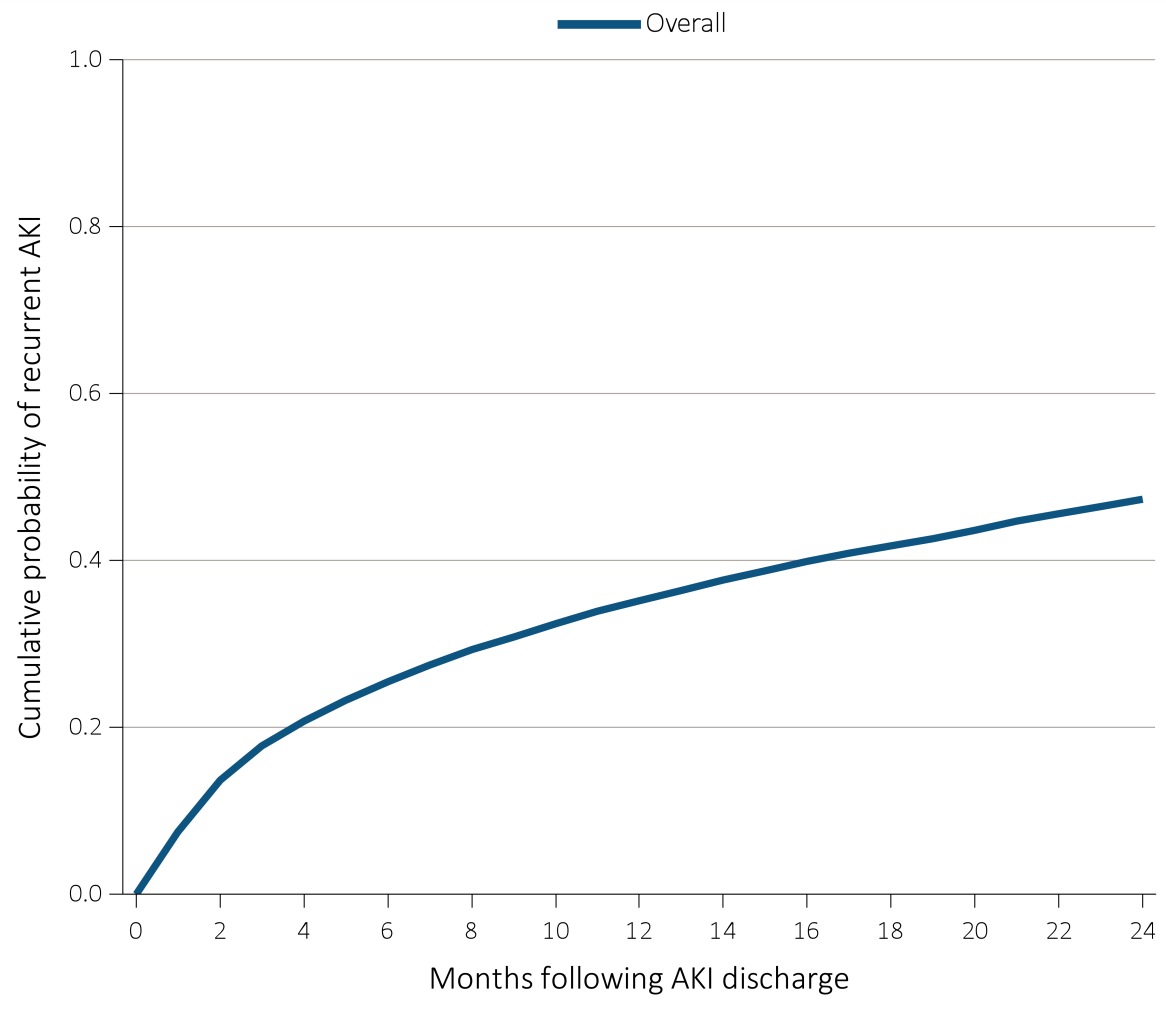 Overall
Cumulative probability of recurrent AKI
1.0
0.8
0.6
0.4
0.2
0.0
0 2 4 6 8 10 12 14 16 18 20 22 24
Months following AKI discharge